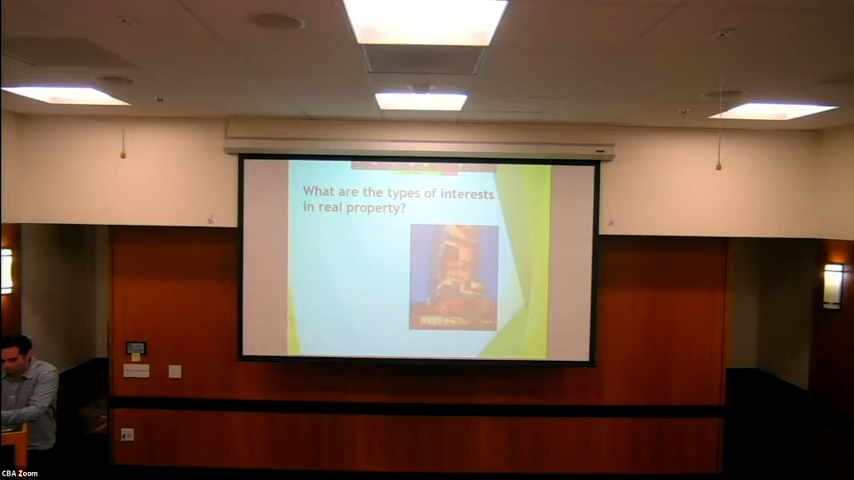 What are the types of interests
in real property?
CBA Zoom